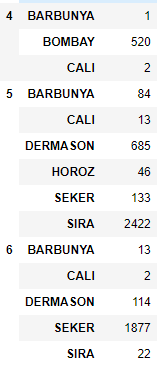 4 BARBUNYA 1
BOMBAY 520
CALI 2
5 BARBUNYA 84
CALI 13
DERMASON 685
HOROZ 46
SEKER 133
SIRA 2422
6 BARBUNYA 13
CALI 2
DERMASON 114
SEKER 1877
SIRA 22